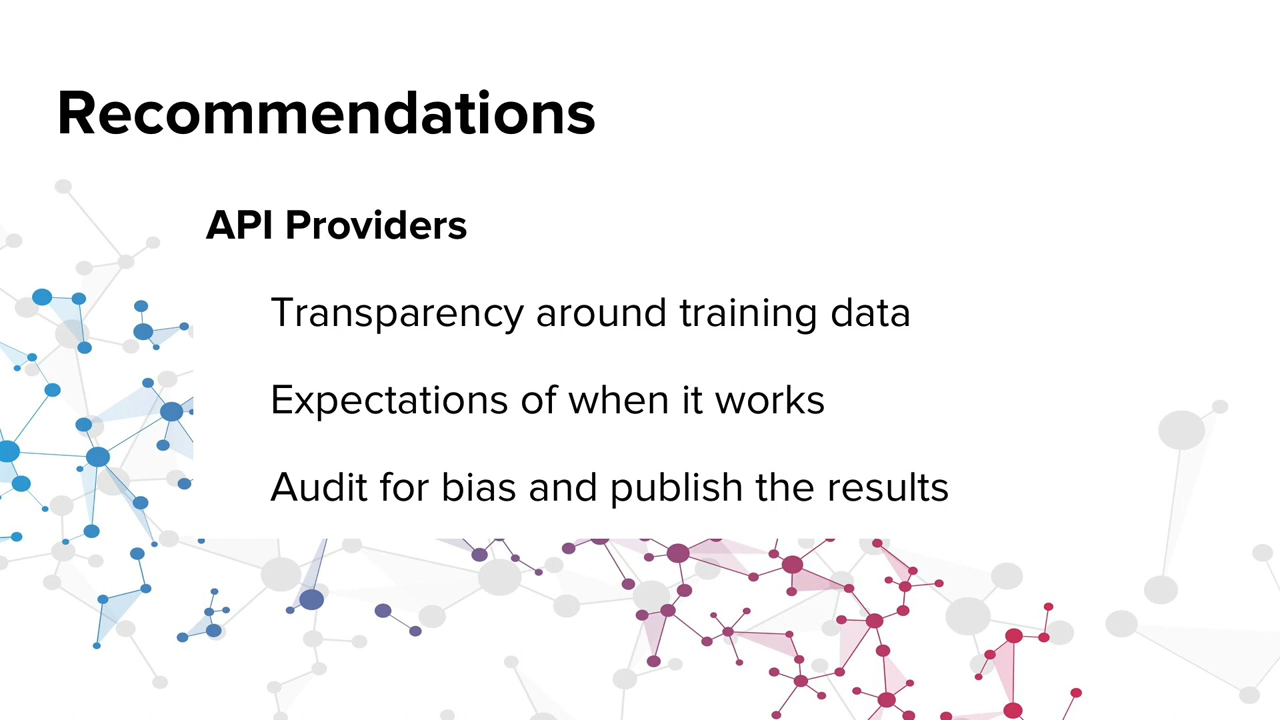 Recommendations
API Providers
Transparency around training data
Expectations of when it works
Audit for bias and publish the results